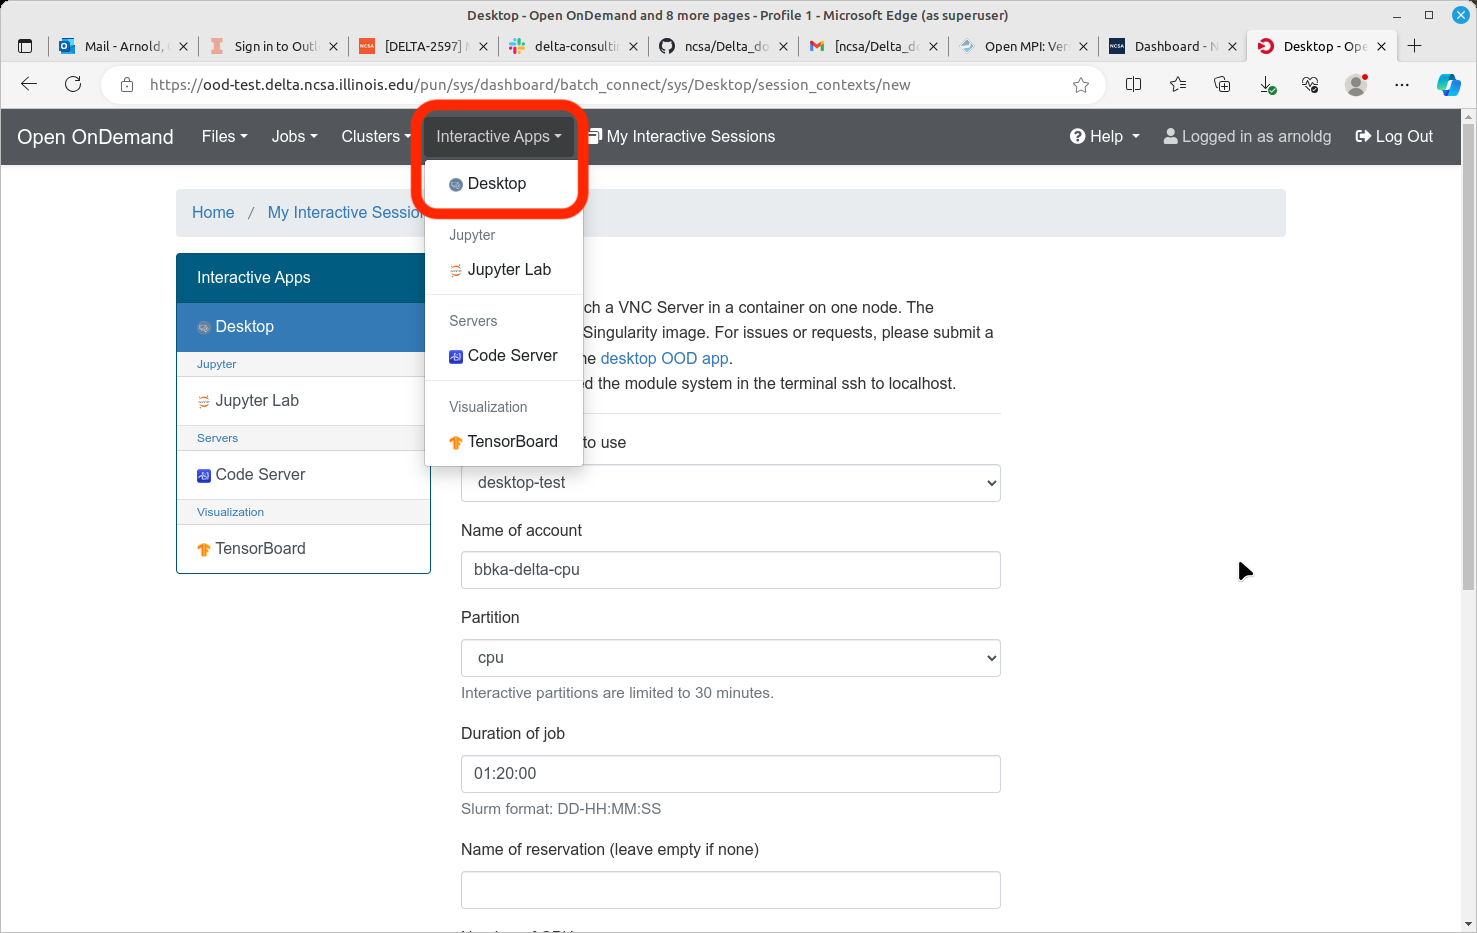 Desktop - Open OnDemand and 8 more pages - Profile 1 - Microsoft Edge (as superuser)
Mail - Arnold,
Sign in to Outl
[DELTA-2597]
delta-consultin
ncsa/Delta_do
[ncsa/Delta_do
Open MPI: Ver
Dashboard - N
Desktop - Ope
https://ood-test.delta.ncsa.illinois.edu/pun/sys/dashboard/batch_connect/sys/Desktop/session_contexts/new
Open OnDemand
Files
Jobs
Clusters
Interactive Apps
My Interactive Sessions
Help
Logged in as arnoldg
Log Out
Desktop
Jupyter
Jupyter Lab
Servers
Code Server
Visualization
TensorBoard
Home / My Interactive Session
Interactive Apps
Desktop
Jupyter
Jupyter Lab
Servers
Code Server
Visualization
TensorBoard
ch a VNC Server in a container on one node. The
Singularity image. For issues or requests, please submit a
he desktop OOD app.
ed the module system in the terminal ssh to localhost.
to use
desktop-test
Name of account
bbka-delta-cpu
Partition
cpu
Interactive partitions are limited to 30 minutes.
Duration of job
01:20:00
Slurm format: DD-HH:MM:SS
Name of reservation (leave empty if none)